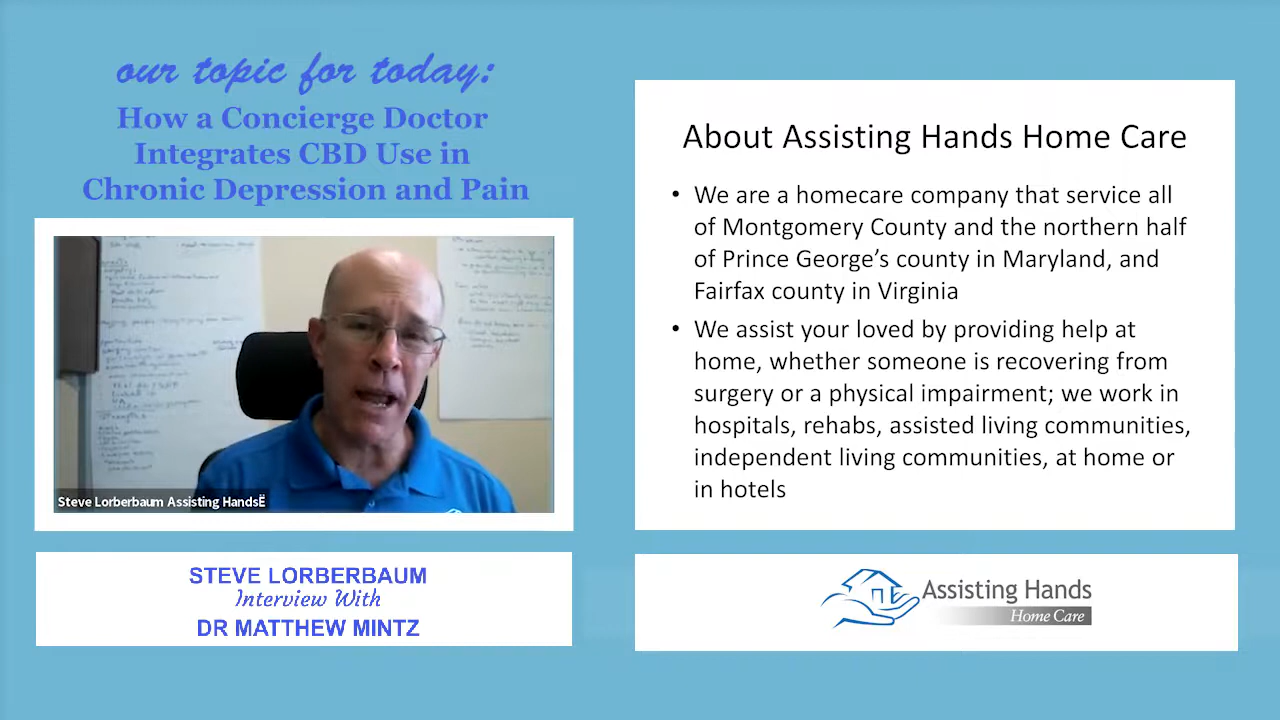 our topic for today:
How a Concierge Doctor
Integrates CBD Use in
Chronic Depression and Pain
Steve Lorberbaum Assisting HandsË
STEVE LORBERBAUM
Interview With
DR MATTHEW MINTZ
About Assisting Hands Home Care
• We are a homecare company that service all
of Montgomery County and the northern half
of Prince George’s county in Maryland, and
Fairfax county in Virginia
• We assist your loved by providing help at
home, whether someone is recovering from
surgery or a physical impairment; we work in
hospitals, rehabs, assisted living communities,
independent living communities, at home or
in hotels
Assisting Hands
Home Care